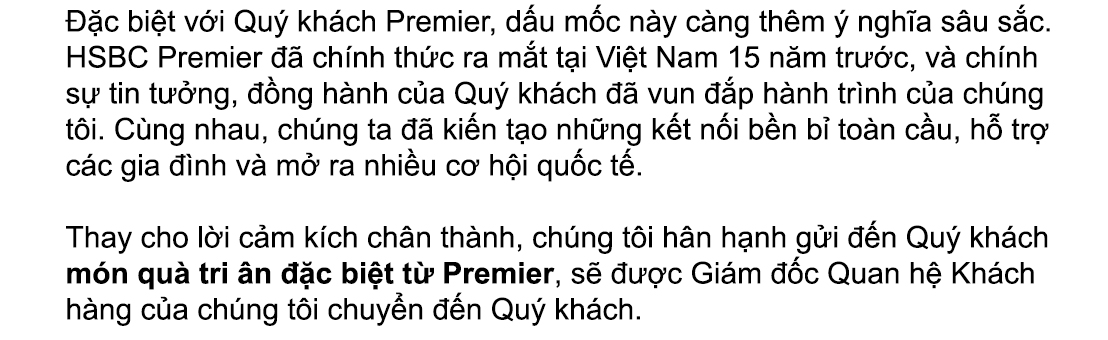 Đặc biệt với Quý khách Premier, dấu mốc này càng thêm ý nghĩa sâu sắc.
HSBC Premier đã chính thức ra mắt tại Việt Nam 15 năm trước, và chính
sự tin tưởng, đồng hành của Quý khách đã vun đắp hành trình của chúng
tôi. Cùng nhau, chúng ta đã kiến tạo những kết nối bền bỉ toàn cầu, hỗ trợ
các gia đình và mở ra nhiều cơ hội quốc tế.
Thay cho lời cảm kích chân thành, chúng tôi hân hạnh gửi đến Quý khách
món quà tri ân đặc biệt từ Premier, sẽ được Giám đốc Quan hệ Khách
hàng của chúng tôi chuyển đến Quý khách.